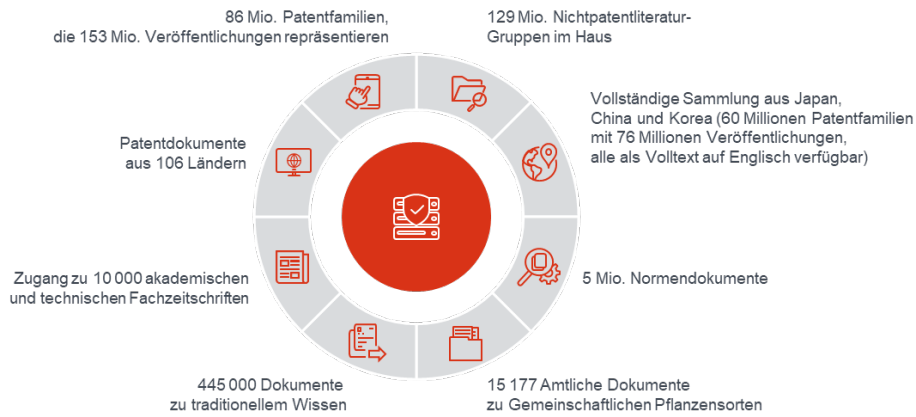 86 Mio. Patentfamilien,
die 153 Mio. Veröffentlichungen repräsentieren
129 Mio. Nichtpatentliteratur-
Gruppen im Haus
Vollständige Sammlung aus Japan,
China und Korea (60 Millionen Patentfamilien
mit 76 Millionen Veröffentlichungen,
alle als Volltext auf Englisch verfügbar)
Patentdokumente
aus 106 Ländern
Zugang zu 10 000 akademischen
und technischen Fachzeitschriften
5 Mio. Normendokumente
445 000 Dokumente
zu traditionellem Wissen
15 177 Amtliche Dokumente
zu Gemeinschaftlichen Pflanzensorten